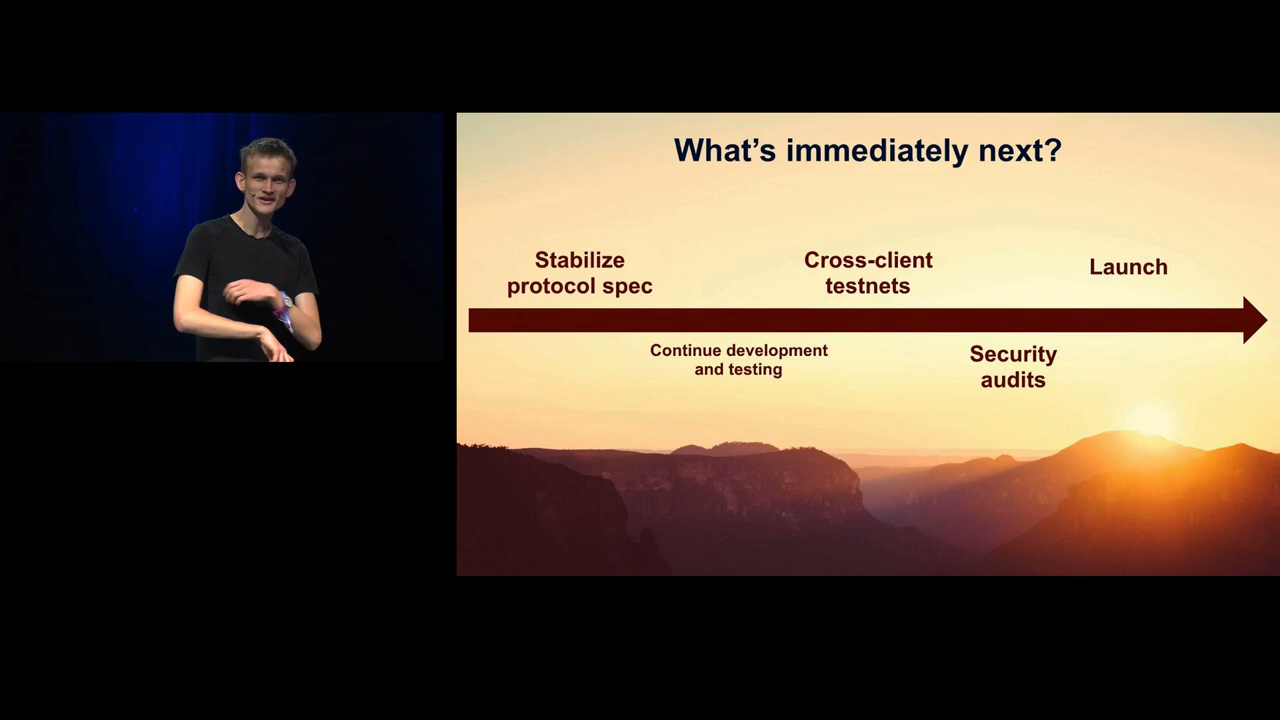 What’s immediately next?
Stabilize
protocol spec
Cross-client
testnets
Launch
Continue development
and testing
Security
audits